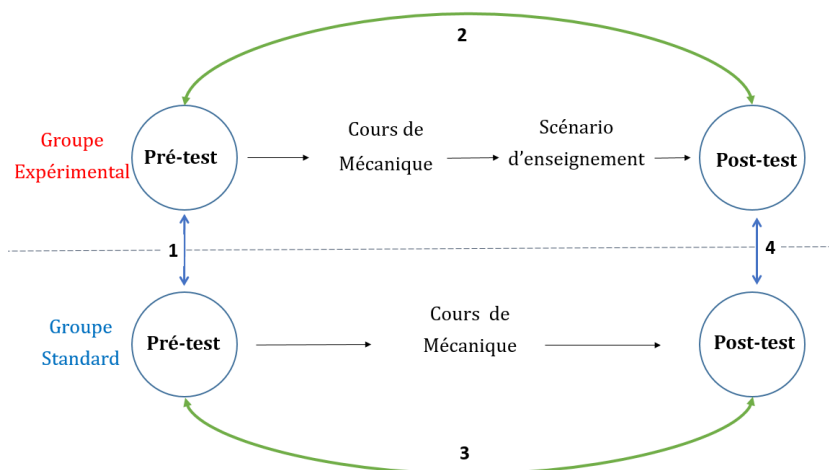 2
Groupe
Expérimental
Pré-test
Cours de
Mécanique
Scénario
d’enseignement
Post-test
1
4
Groupe
Standard
Pré-test
Cours de
Mécanique
Post-test
3